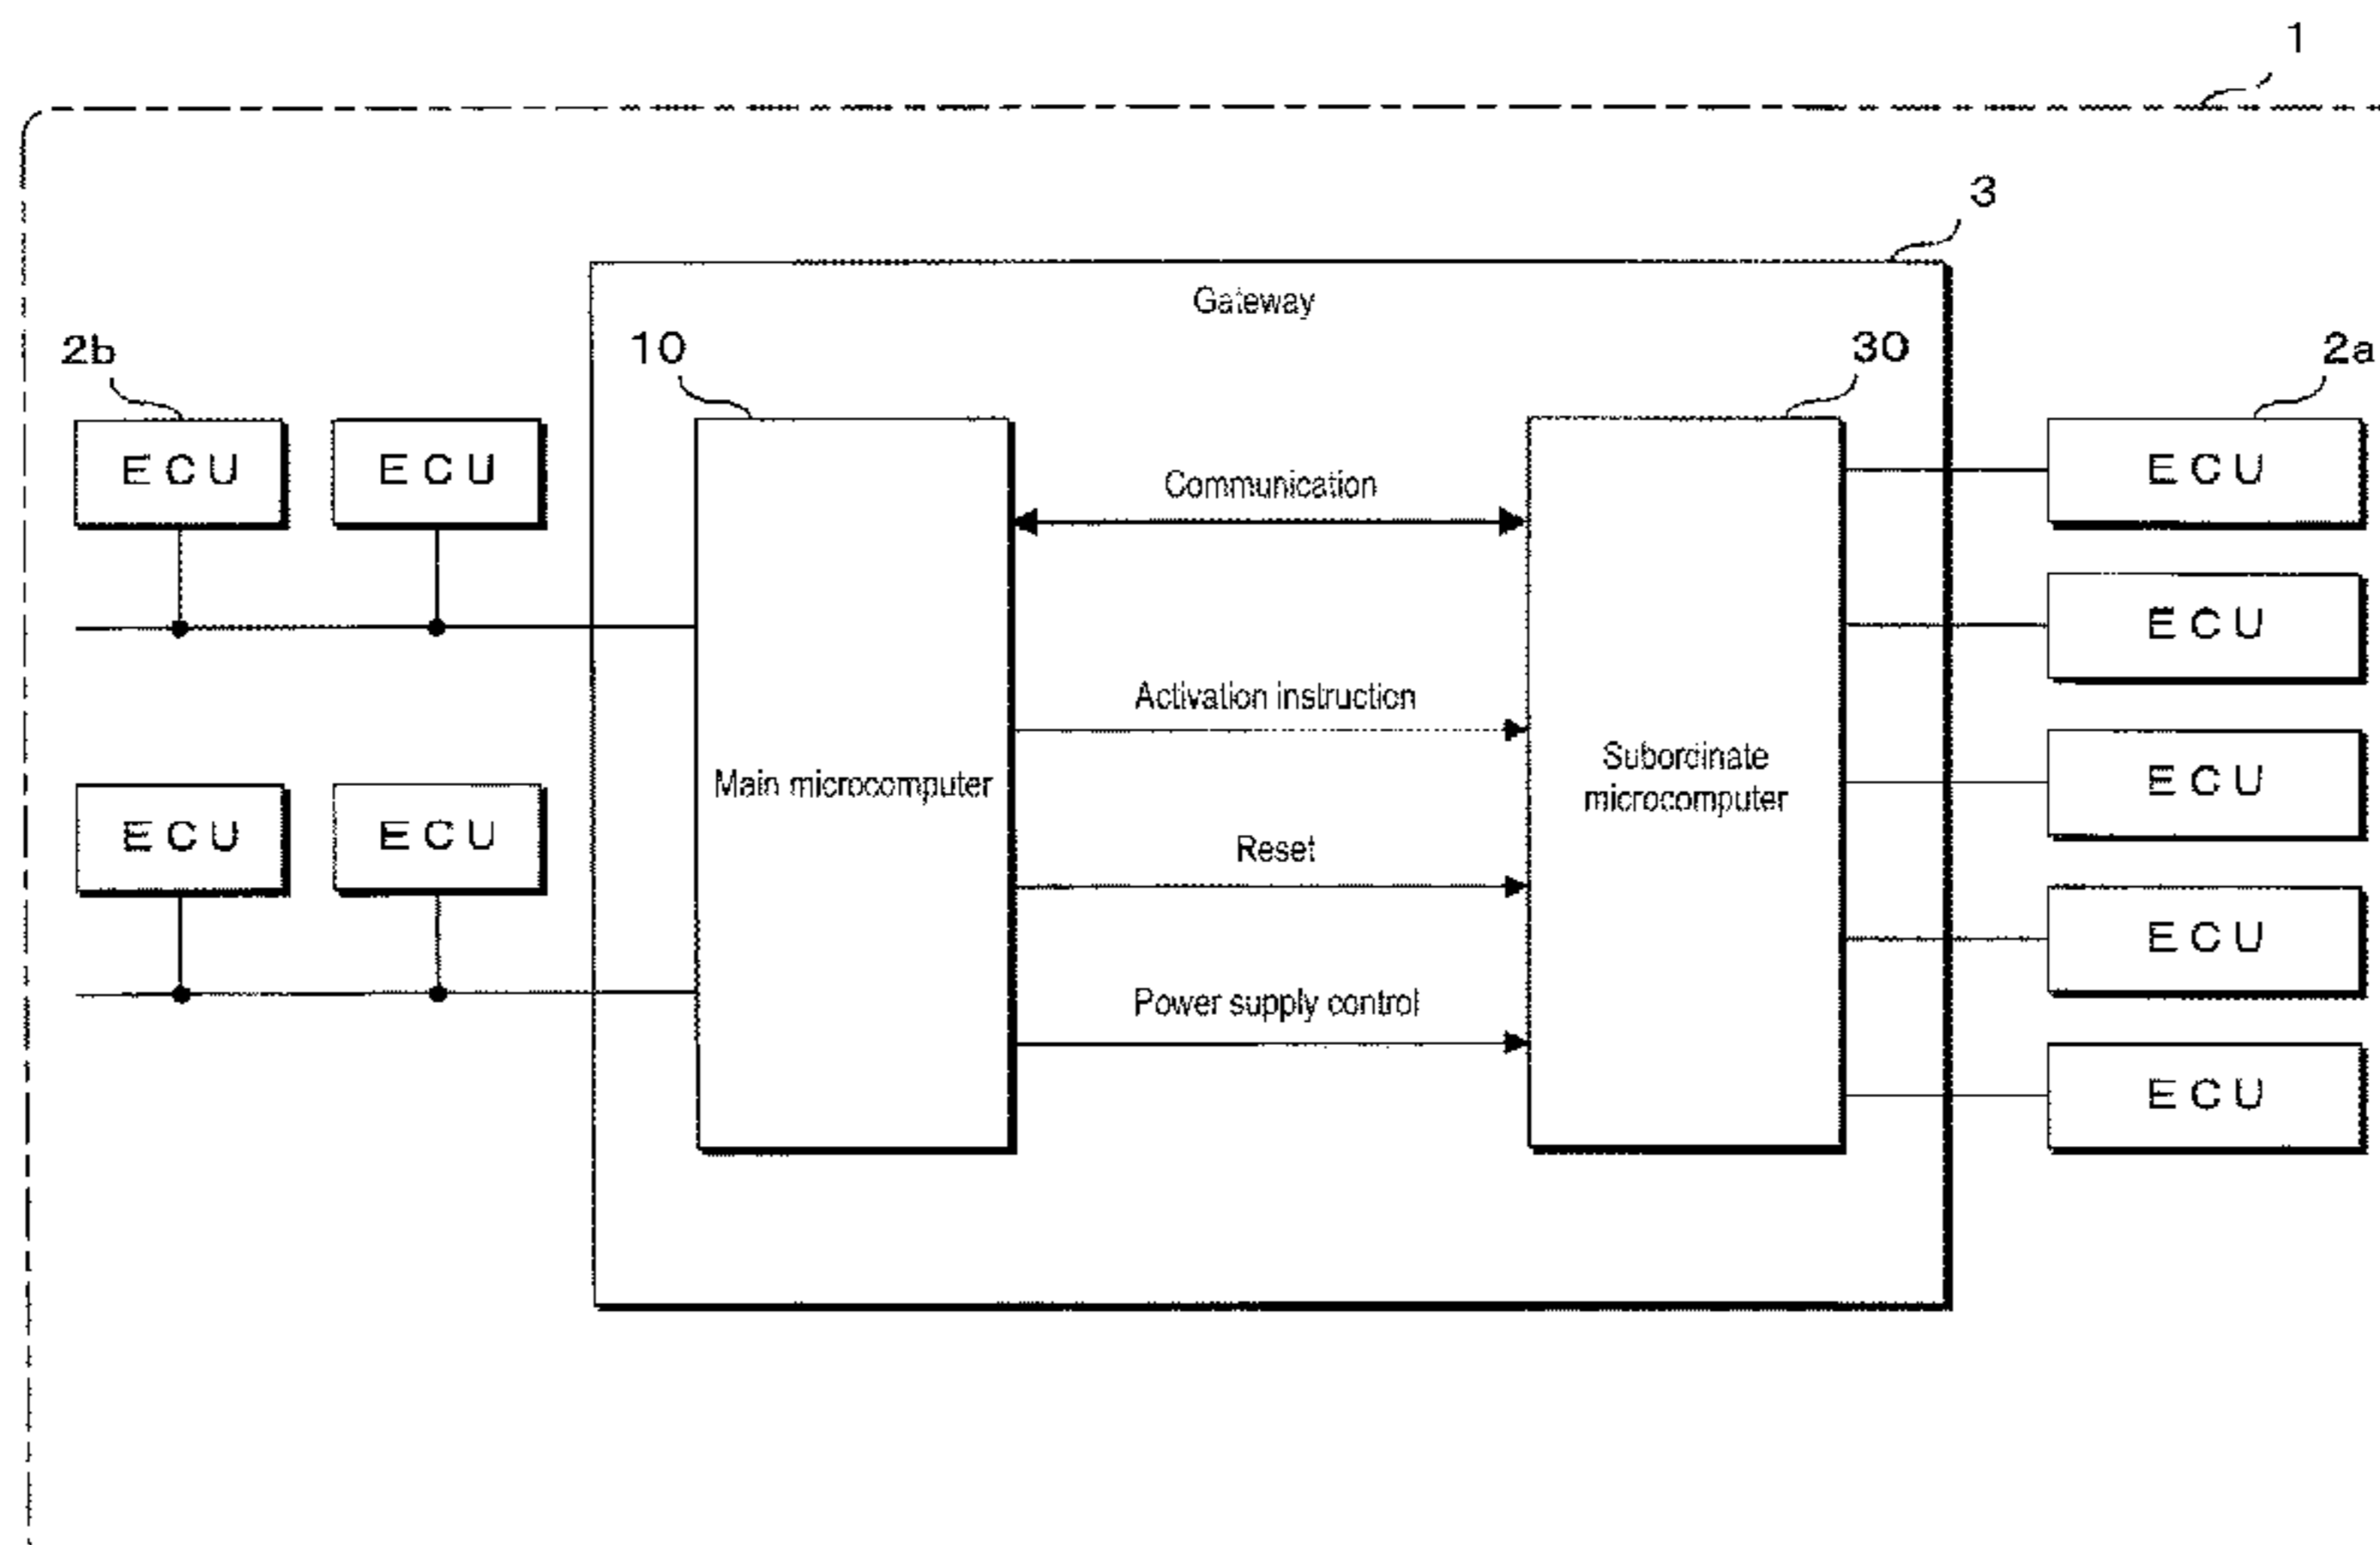 1
3
Gateway
2b
10
30
2a
ECU
ECU
Communication
ECU
ECU
Activation instruction
Main microcomputer
Subordinate
microcomputer
ECU
ECU
ECU
Reset
ECU
Power supply control
ECU